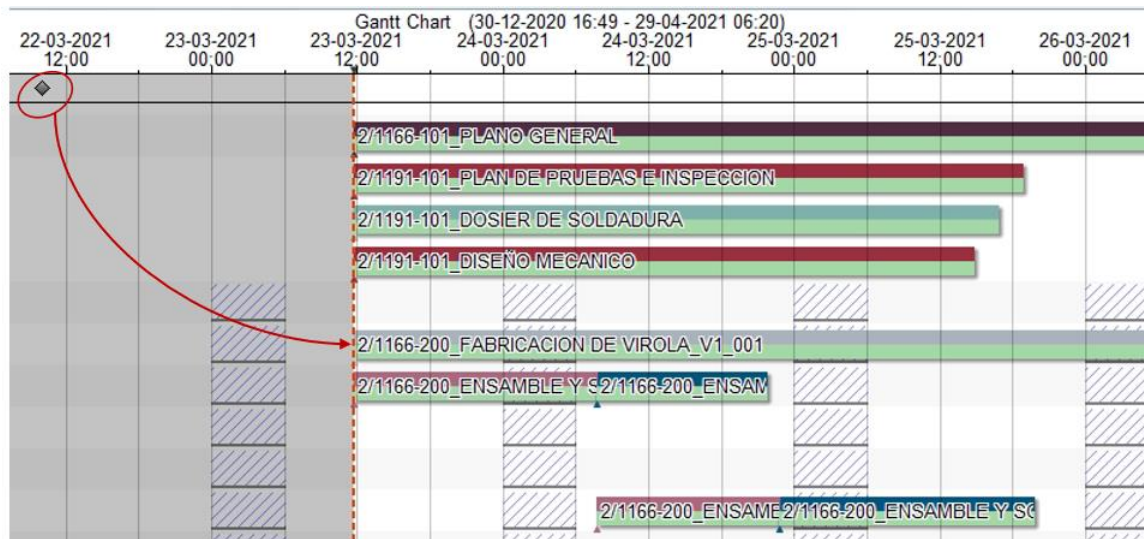 Gantt Chart (30-12-2020 16:49 - 29-04-2021 06:20)
22-03-2021 23-03-2021 23-03-2021 24-03-2021 24-03-2021 25-03-2021 25-03-2021 26-03-2021
12:00 00:00 12:00 00:00 12:00 00:00 12:00 00:00
2/1166-101_PLANO GENERAL
2/1191-101_PLAN DE PRUEBAS E INSPECCION
2/1191-101_DOSIER DE SOLDADURA
2/1191-101_DISEÑO MECANICO
2/1166-200_FABRICACION DE VIROLA_V1_001
2/1166-200_ENSAMBLE Y S 2/1166-200_ENSAM
2/1166-200_ENSAME 2/1166-200_ENSAMBLE Y SO